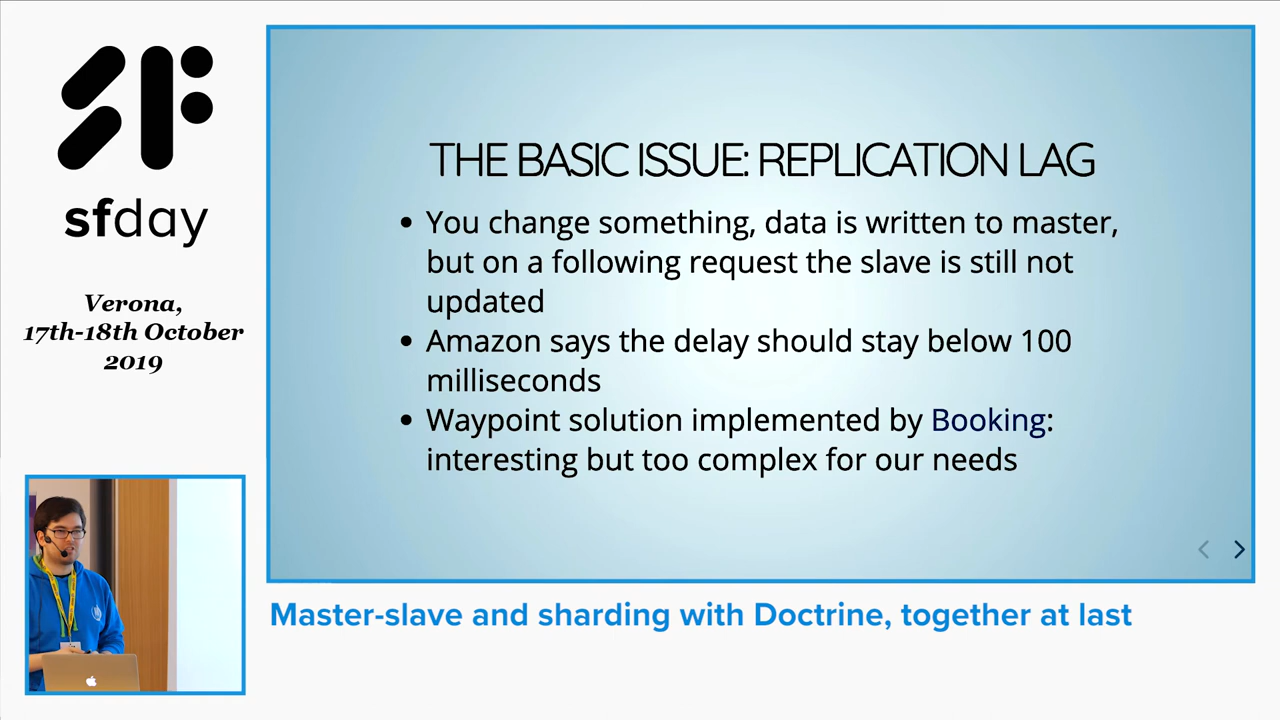 SF
sfday
Verona,
17th-18th October
2019
THE BASIC ISSUE: REPLICATION LAG
• You change something, data is written to master,
but on a following request the slave is still not
updated
• Amazon says the delay should stay below 100
milliseconds
• Waypoint solution implemented by Booking:
interesting but too complex for our needs
Master-slave and sharding with Doctrine, together at last